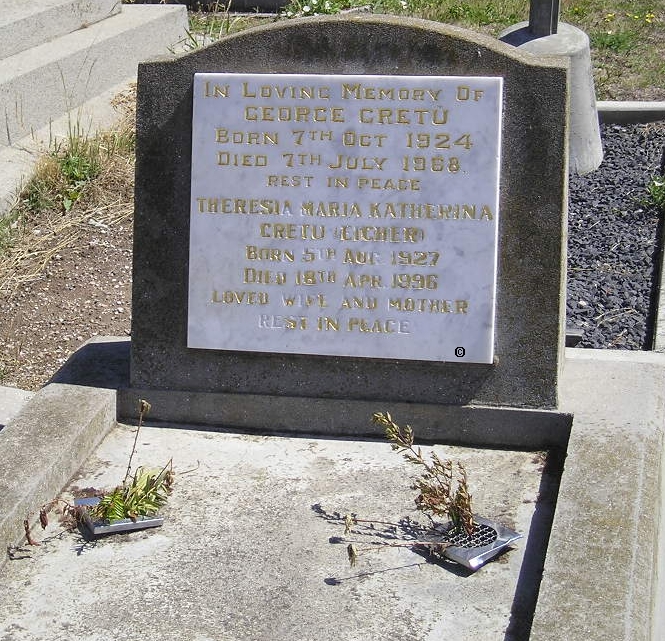 In Loving Memory Of
GEORGE CRETU
Born 7th Oct 1924
Died 7th July 1968.
REST IN PEACE
THERESIA MARIA KATHERINA
CRETU (EICHER)
Born 5th Aug 1927
Died 18th Apr 1996
LOVED WIFE AND MOTHER
REST IN PEACE
©